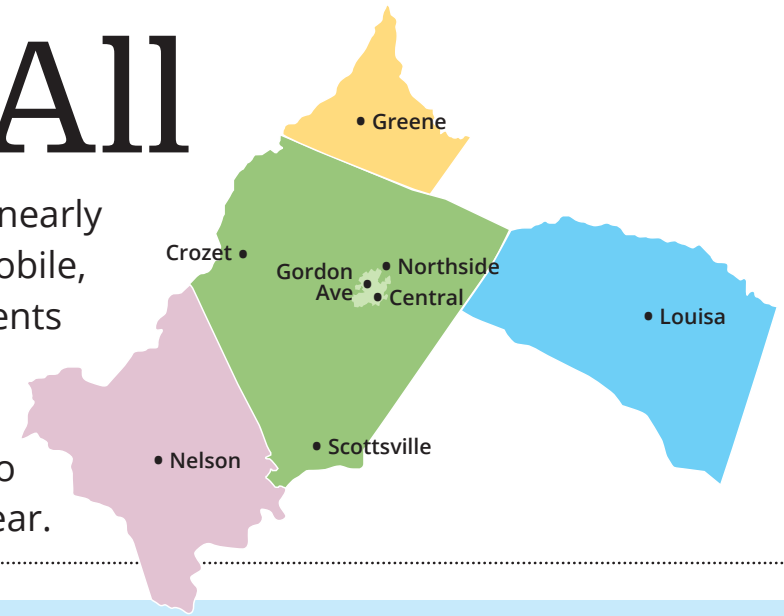 All
nearly
obile,
ents
o
ear.
Greene
Crozet
Gordon
Ave
Northside
Central
Louisa
Scottsville
Nelson